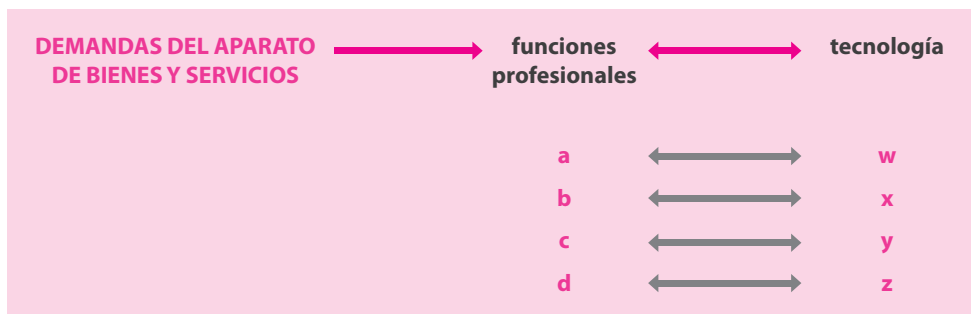 DEMANDAS DEL APARATO
DE BIENES Y SERVICIOS
funciones
profesionales
tecnología
a w
b x
c y
d z